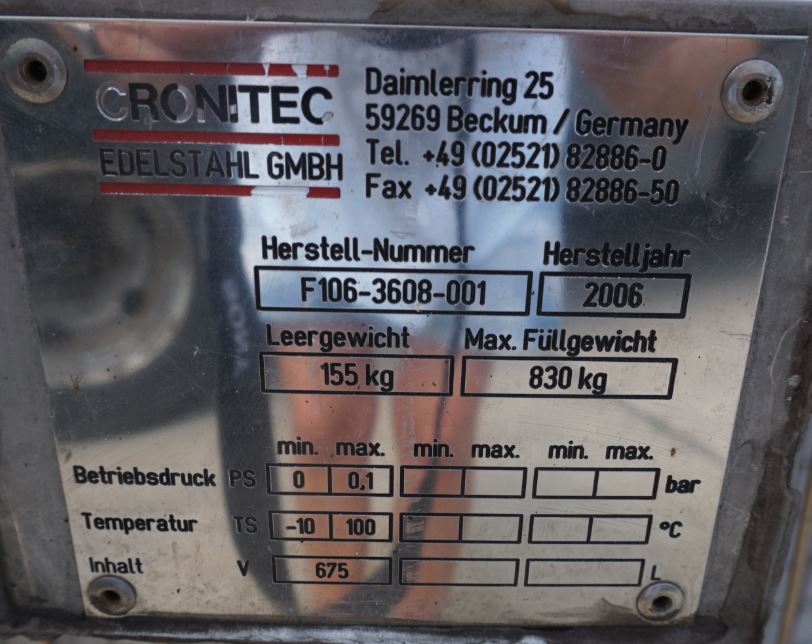 CRONITEC
EDELSTAHL GMBH
Daimlerring 25
59269 Beckum / Germany
Tel. +49 (02521) 82886-0
Fax +49 (02521) 82886-50
Herstell-Nummer Herstelljahr
F106-3608-001 2006
Leergewicht Max. Füllgewicht
155 kg 830 kg
min. max. min. max. min. max.
Betriebsdruck PS 0 0,1 bar
Temperatur TS -10 100 °C
Inhalt V 675 L